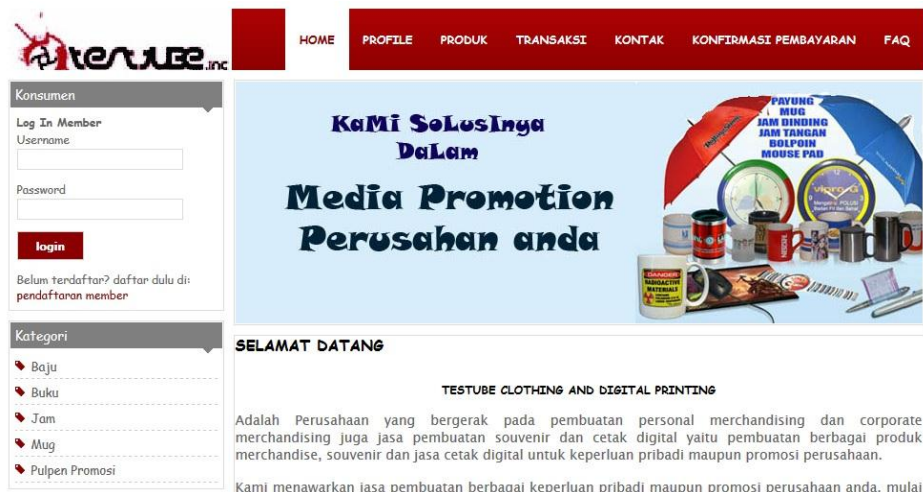 testube.inc
HOME PROFILE PRODUK TRANSAKSI KONTAK KONFIRMASI PEMBAYARAN FAQ
Konsumen
Log In Member
Username
Password
login
Belum terdaftar? daftar dulu di:
pendaftaran member
Kategori
Baju
Buku
Jam
Mug
Pulpen Promosi
KaMi SoLusInya
DaLam
Media Promotion
Perusahan anda
PAYUNG
MUG
JAM DINDING
JAM TANGAN
BOLPOIN
MOUSE PAD
DANGER
RADIOACTIVE
MATERIALS
SELAMAT DATANG
TESTUBE CLOTHING AND DIGITAL PRINTING
Adalah Perusahaan yang bergerak pada pembuatan personal merchandising dan corporate
merchandising juga jasa pembuatan souvenir dan cetak digital yaitu pembuatan berbagai produk
merchandise, souvenir dan jasa cetak digital untuk keperluan pribadi maupun promosi perusahaan.
Kami menawarkan jasa pembuatan berbagai keperluan pribadi maupun promosi perusahaan anda, mulai